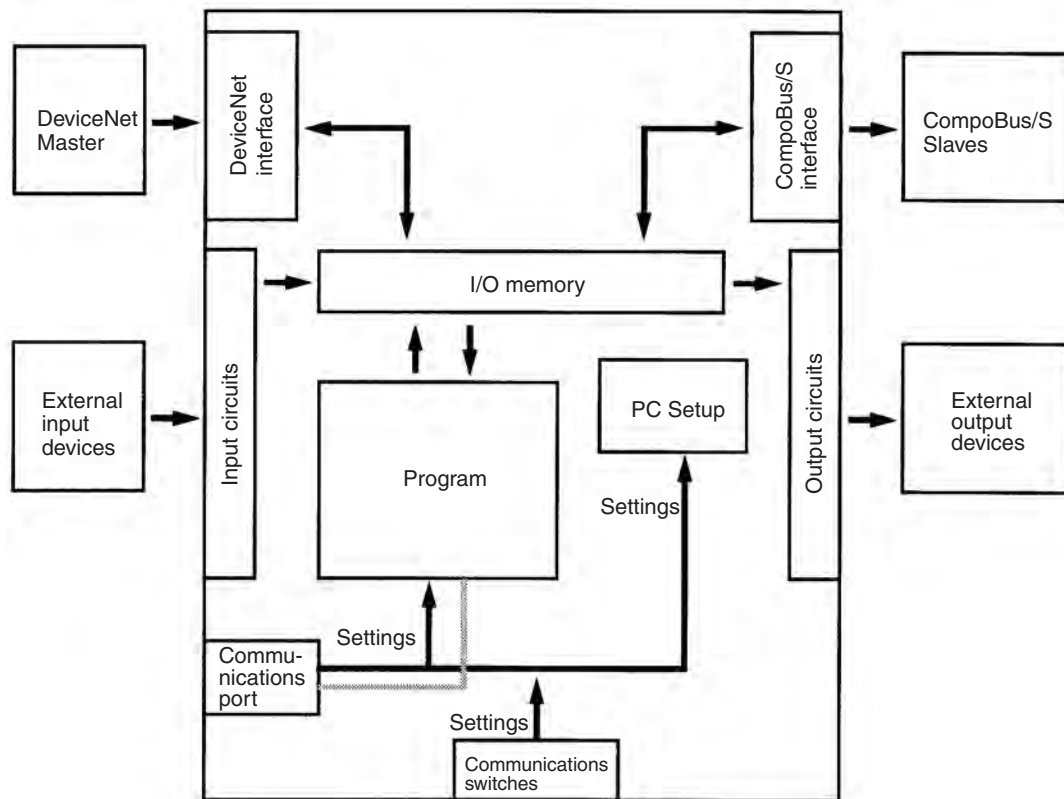 DeviceNet
Master
DeviceNet
interface
CompoBus/S
interface
CompoBus/S
Slaves
I/O memory
External
input
devices
Input circuits
Program
PC Setup
Output circuits
External
output
devices
Settings
Settings
Commu-
nications
port
Settings
Communications
switches